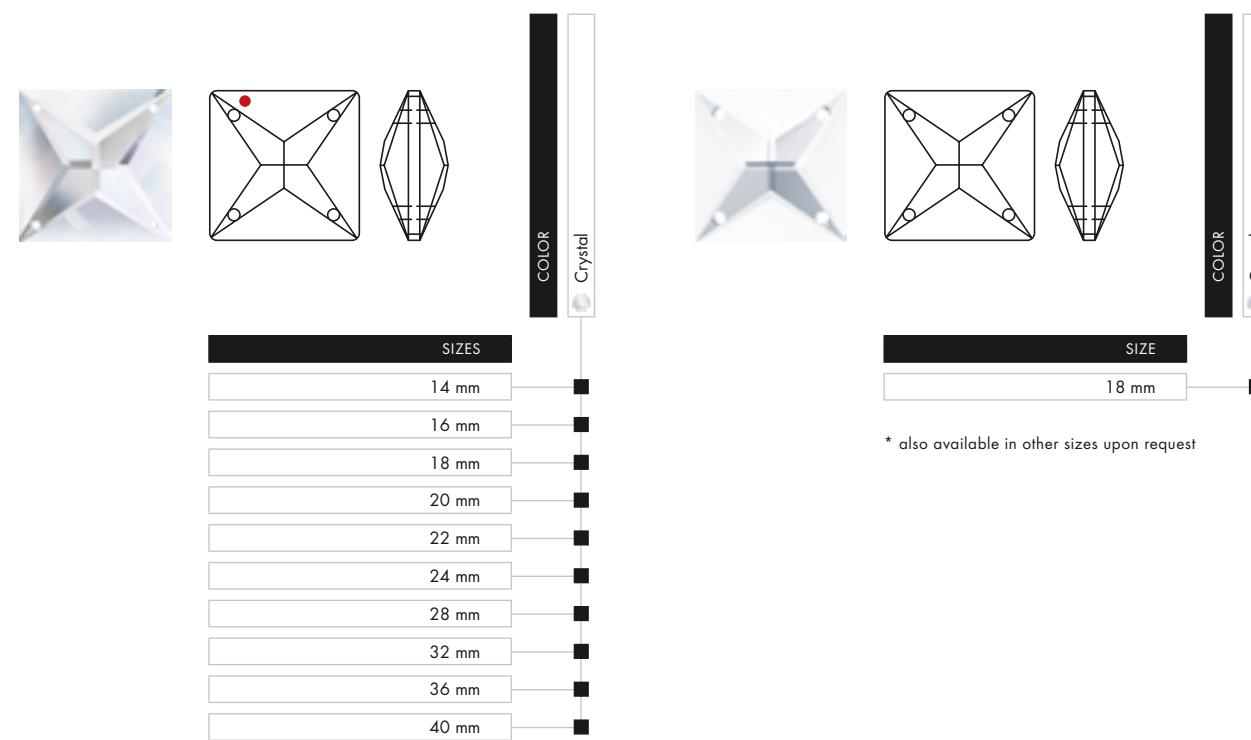 COLOR
Crystal
SIZES
14 mm
16 mm
18 mm
20 mm
22 mm
24 mm
28 mm
32 mm
36 mm
40 mm
COLOR
SIZE
18 mm
* also available in other sizes upon request